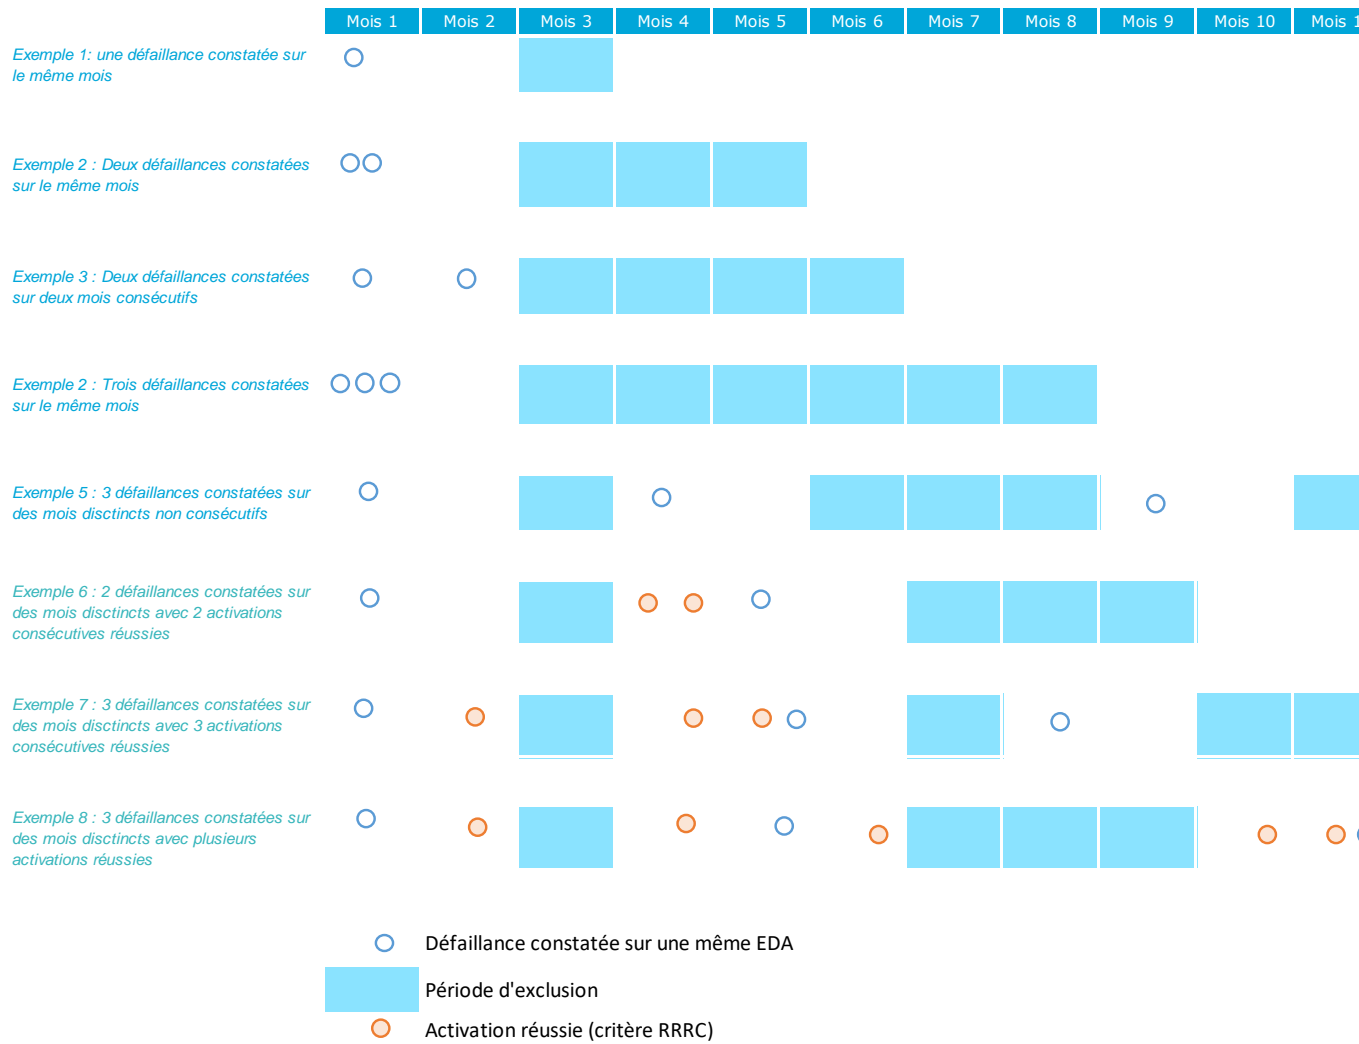 Mois 1 Mois 2 Mois 3 Mois 4 Mois 5 Mois 6 Mois 7 Mois 8 Mois 9 Mois 10 Mois 1
Exemple 1: une défaillance constatée sur
le même mois
Exemple 2 : Deux défaillances constatées
sur le même mois
Exemple 3 : Deux défaillances constatées
sur deux mois consécutifs
Exemple 2 : Trois défaillances constatées
sur le même mois
Exemple 5 : 3 défaillances constatées sur
des mois disctincts non consécutifs
Exemple 6 : 2 défaillances constatées sur
des mois disctincts avec 2 activations
consécutives réussies
Exemple 7 : 3 défaillances constatées sur
des mois disctincts avec 3 activations
consécutives réussies
Exemple 8 : 3 défaillances constatées sur
des mois disctincts avec plusieurs
activations réussies
Défaillance constatée sur une même EDA
Période d'exclusion
Activation réussie (critère RRRC)